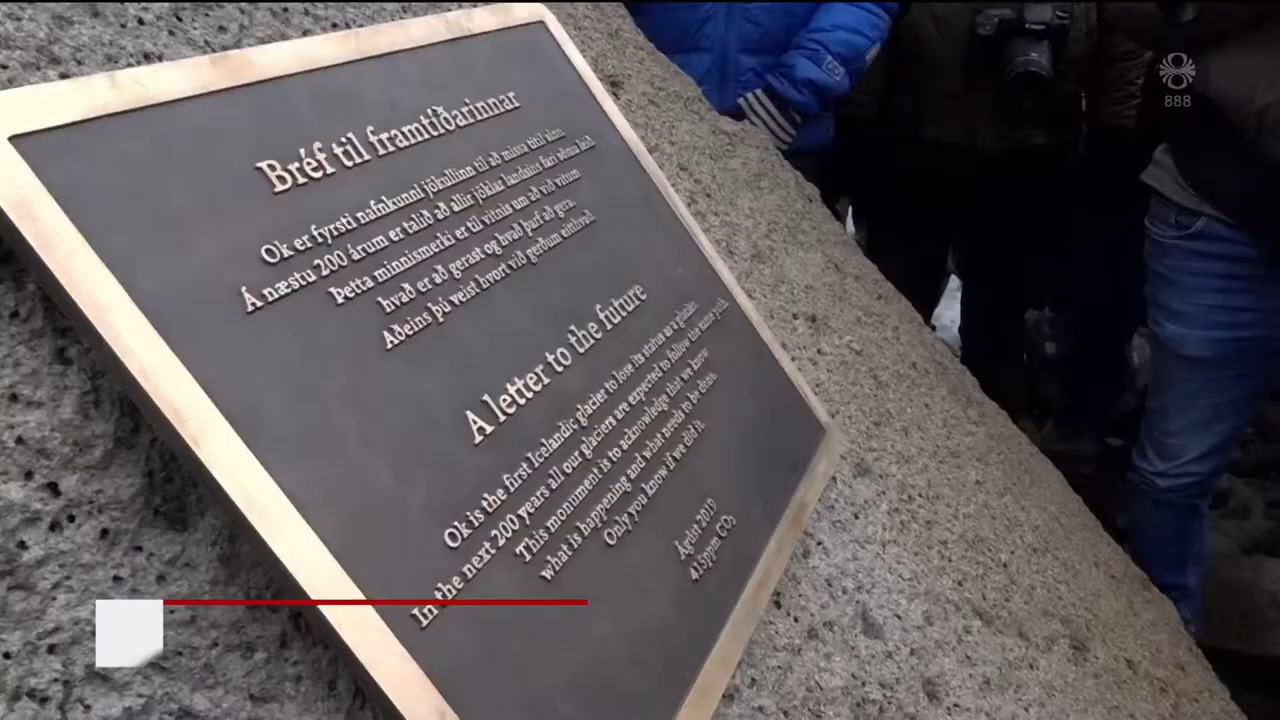 Bréf til framtíðarinnar
Ok er fyrsti nafnkunni jökullinn til að missa titil sinn.
Á næstu 200 árum er talið að allir jöklar landsins fari sömu leið.
Þetta minnismerki er til vitnis um að við vitum
hvað er að gerast og hvað þarf að gera.
Aðeins þú veist hvort við gerðum eitthvað.
A letter to the future
Ok is the first Icelandic glacier to lose its status as a glacier.
In the next 200 years all our glaciers are expected to follow the same path.
This monument is to acknowledge that we know
what is happening and what needs to be done.
Only you know if we did it.
Ágúst 2019
415ppm CO₂
888